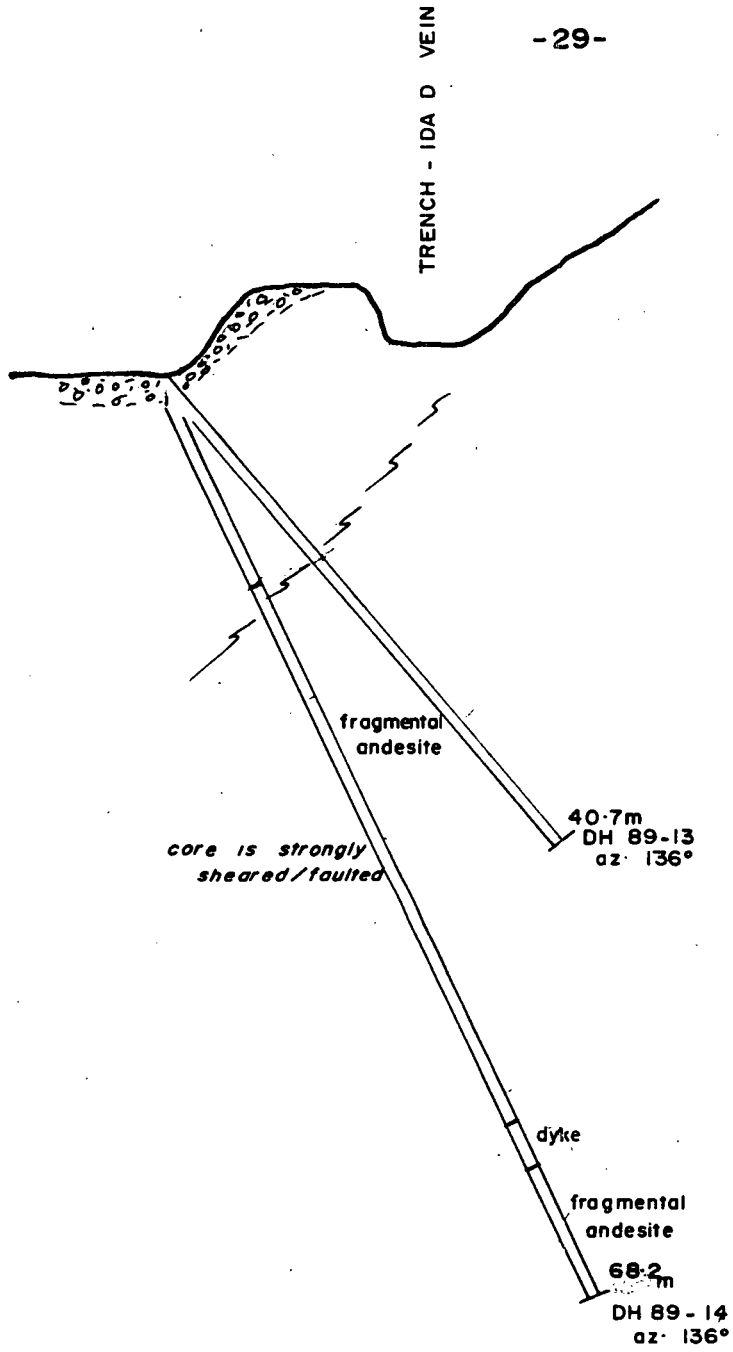 -29-
TRENCH - IDA D VEIN
fragmental
andesite
40.7m
DH 89-13
az. 136°
core is strongly
sheared/faulted
dyke
fragmental
andesite
68.2m
DH 89-14
az. 136°